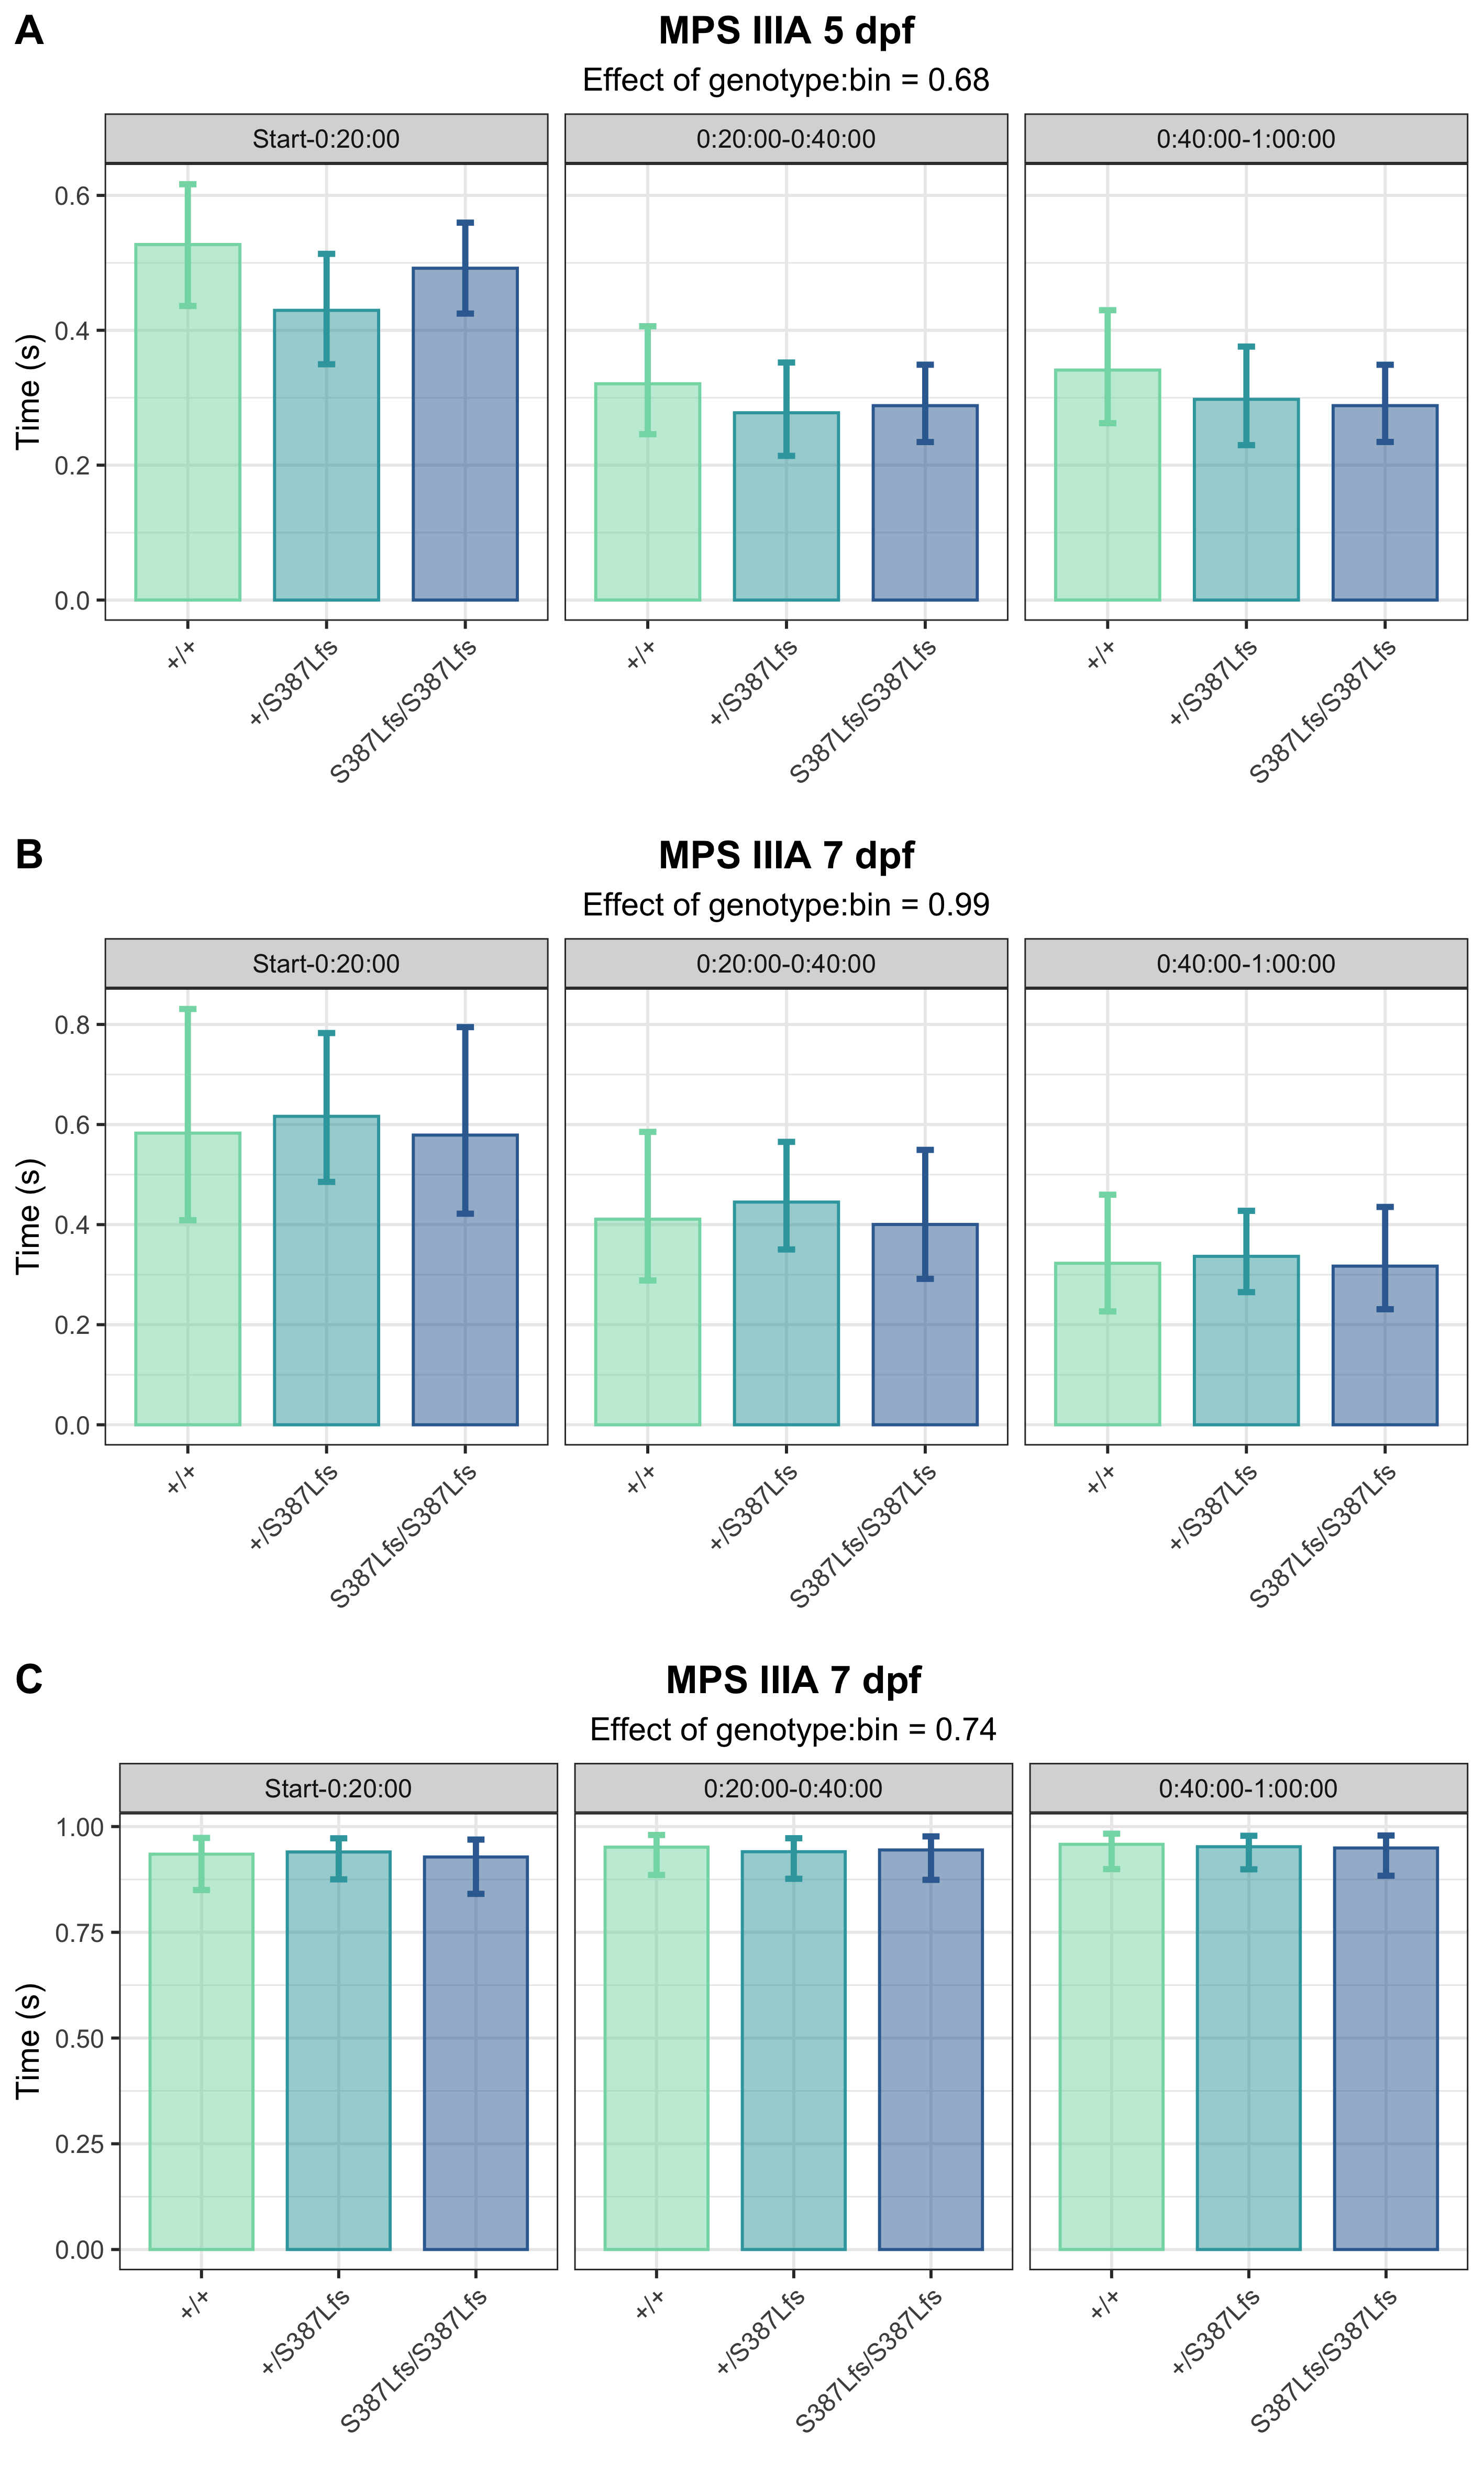 A
MPS IIIA 5 dpf
Effect of genotype:bin = 0.68
Start-0:20:00
0:20:00-0:40:00
0:40:00-1:00:00
Time (s)
0.6
0.4
0.2
0.0
+/+
+/S387Lfs
S387Lfs/S387Lfs
+/+
+/S387Lfs
S387Lfs/S387Lfs
+/+
+/S387Lfs
S387Lfs/S387Lfs
B
MPS IIIA 7 dpf
Effect of genotype:bin = 0.99
Start-0:20:00
0:20:00-0:40:00
0:40:00-1:00:00
Time (s)
0.8
0.6
0.4
0.2
0.0
+/+
+/S387Lfs
S387Lfs/S387Lfs
+/+
+/S387Lfs
S387Lfs/S387Lfs
+/+
+/S387Lfs
S387Lfs/S387Lfs
C
MPS IIIA 7 dpf
Effect of genotype:bin = 0.74
Start-0:20:00
0:20:00-0:40:00
0:40:00-1:00:00
Time (s)
1.00
0.75
0.50
0.25
0.00
+/+
+/S387Lfs
S387Lfs/S387Lfs
+/+
+/S387Lfs
S387Lfs/S387Lfs
+/+
+/S387Lfs
S387Lfs/S387Lfs